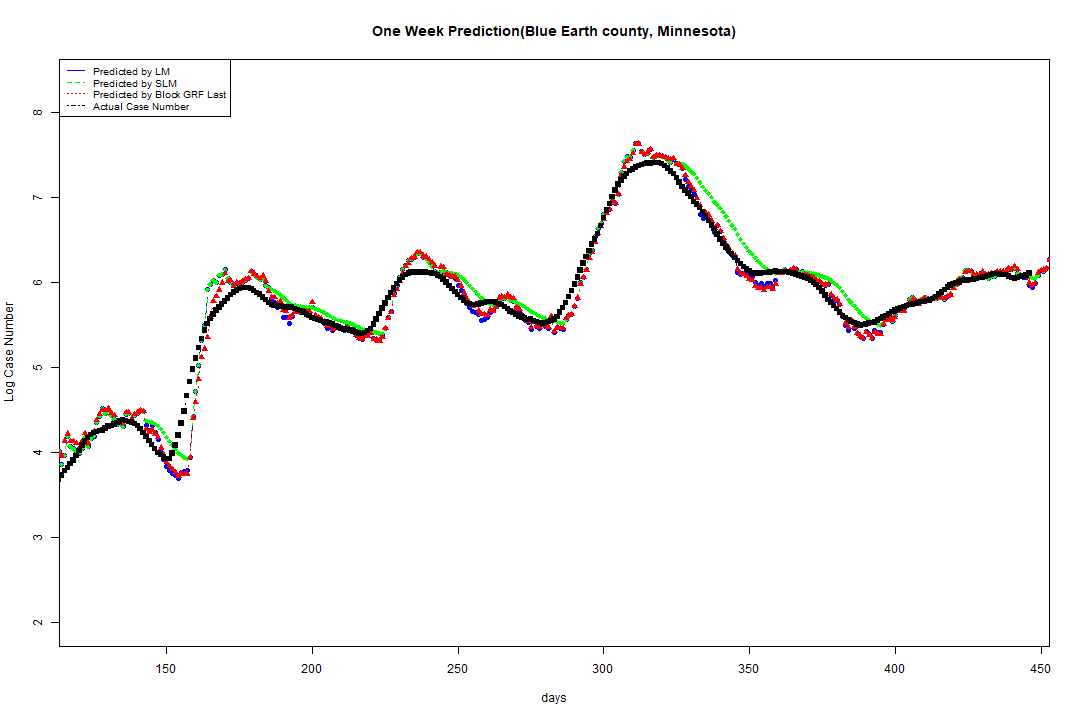 One Week Prediction(Blue Earth county, Minnesota)
Predicted by LM
Predicted by SLM
Predicted by Block GRF Last
Actual Case Number
8
7
6
5
4
3
2
Log Case Number
150 200 250 300 350 400 450
days